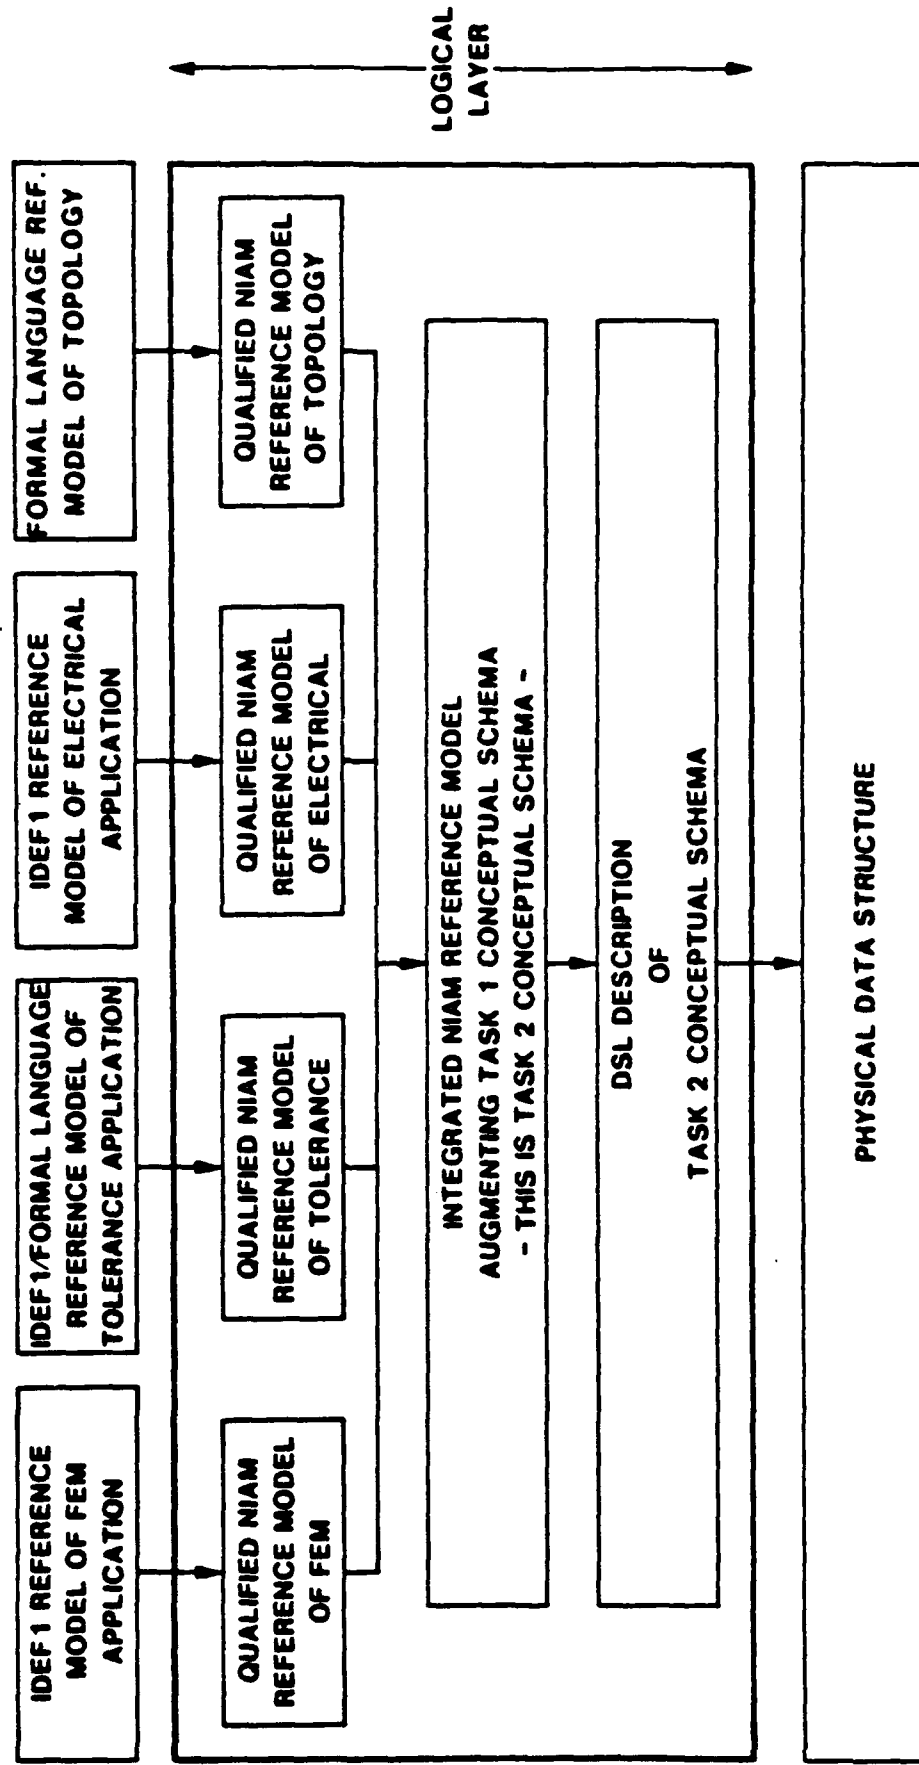 IDEF1 REFERENCE
MODEL OF FEM
APPLICATION
IDEF1/FORMAL LANGUAGE
REFERENCE MODEL OF
TOLERANCE APPLICATION
IDEF1 REFERENCE
MODEL OF ELECTRICAL
APPLICATION
FORMAL LANGUAGE REF.
MODEL OF TOPOLOGY
QUALIFIED NIAM
REFERENCE MODEL
OF FEM
QUALIFIED NIAM
REFERENCE MODEL
OF TOLERANCE
QUALIFIED NIAM
REFERENCE MODEL
OF ELECTRICAL
QUALIFIED NIAM
REFERENCE MODEL
OF TOPOLOGY
LOGICAL
LAYER
INTEGRATED NIAM REFERENCE MODEL
AUGMENTING TASK 1 CONCEPTUAL SCHEMA
- THIS IS TASK 2 CONCEPTUAL SCHEMA -
DSL DESCRIPTION
OF
TASK 2 CONCEPTUAL SCHEMA
PHYSICAL DATA STRUCTURE